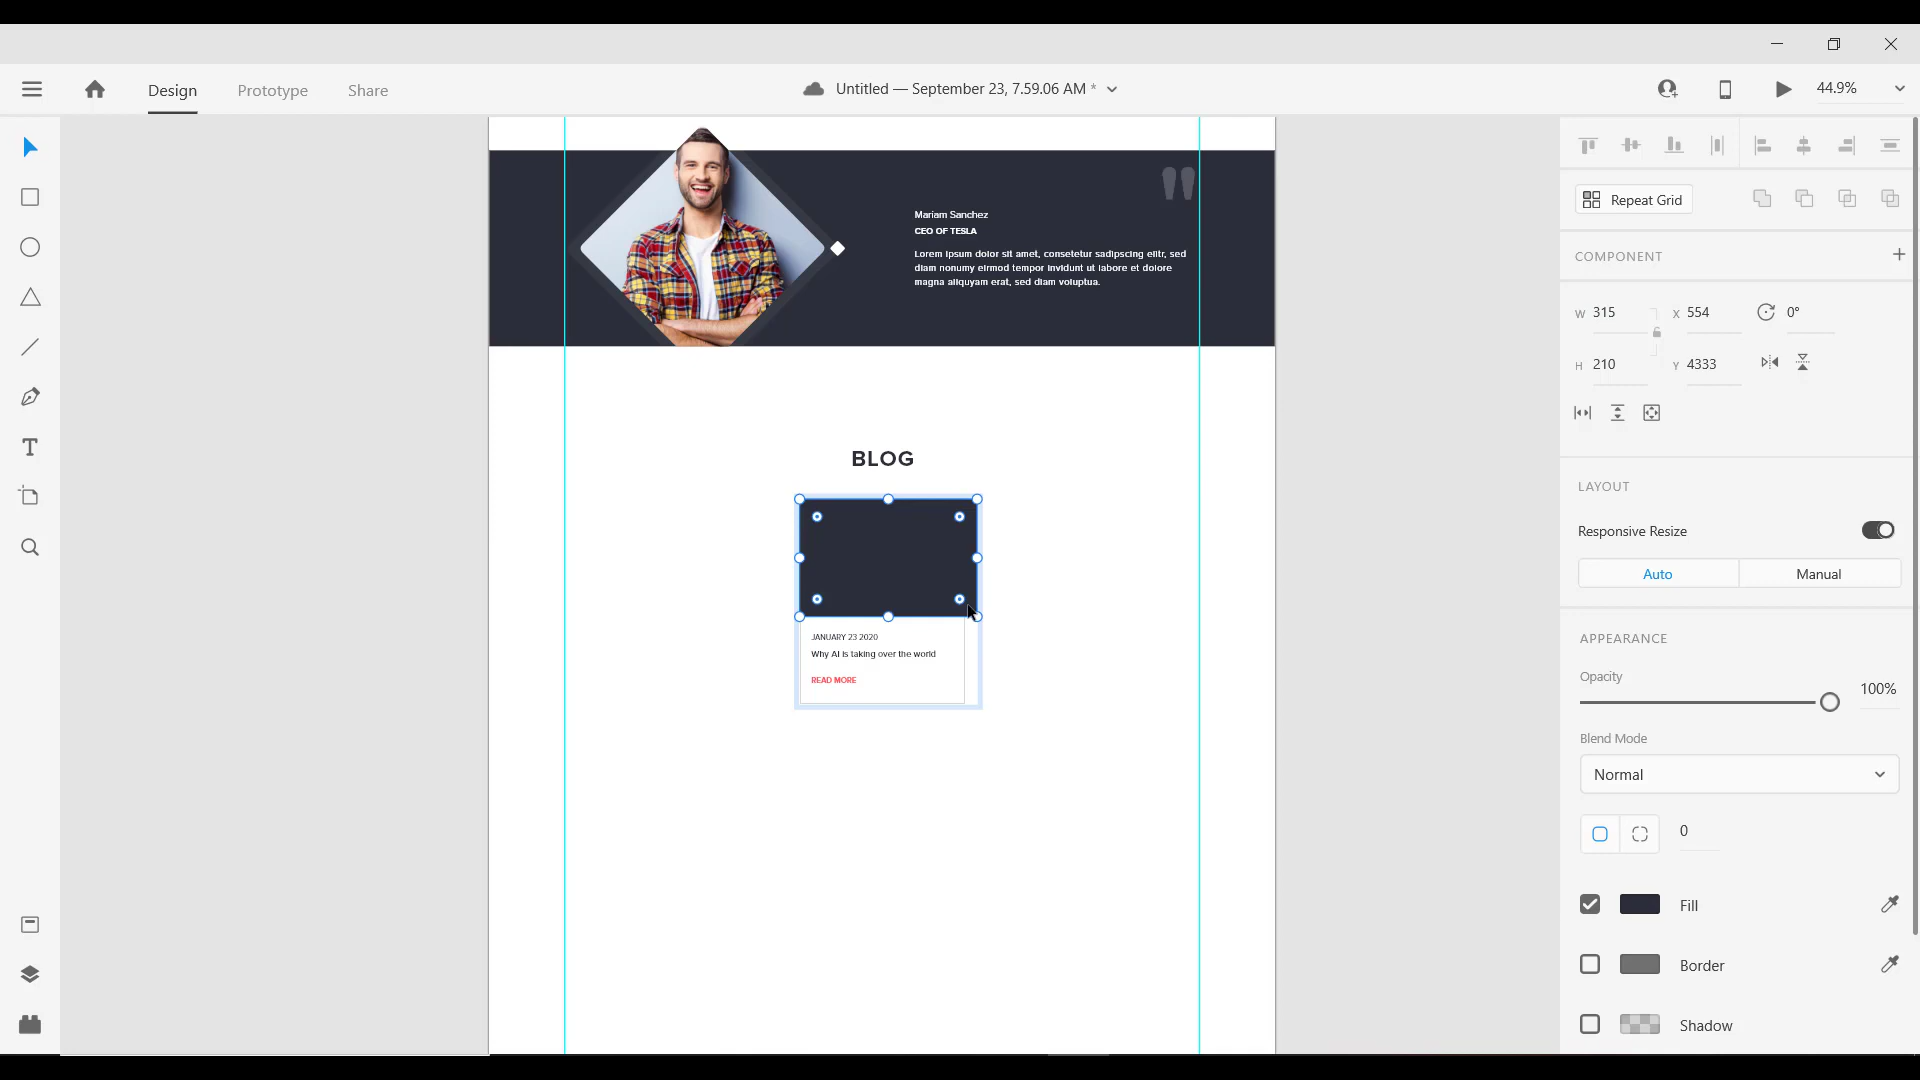 Design
Prototype
Share
Untitled — September 23, 7.59.06 AM *
44.9%
Repeat Grid
COMPONENT
W 315
X 554
0°
H 210
Y 4333
LAYOUT
Responsive Resize
Auto
Manual
APPEARANCE
Opacity
100%
Blend Mode
Normal
0
Fill
Border
Shadow
"
Mariam Sanchez
CEO OF TESLA
Lorem ipsum dolor sit amet, consetetur sadipscing elitr, sed
diam nonumy eirmod tempor invidunt ut labore et dolore
magna aliquyam erat, sed diam voluptua.
BLOG
JANUARY 23 2020
Why AI is taking over the world
READ MORE